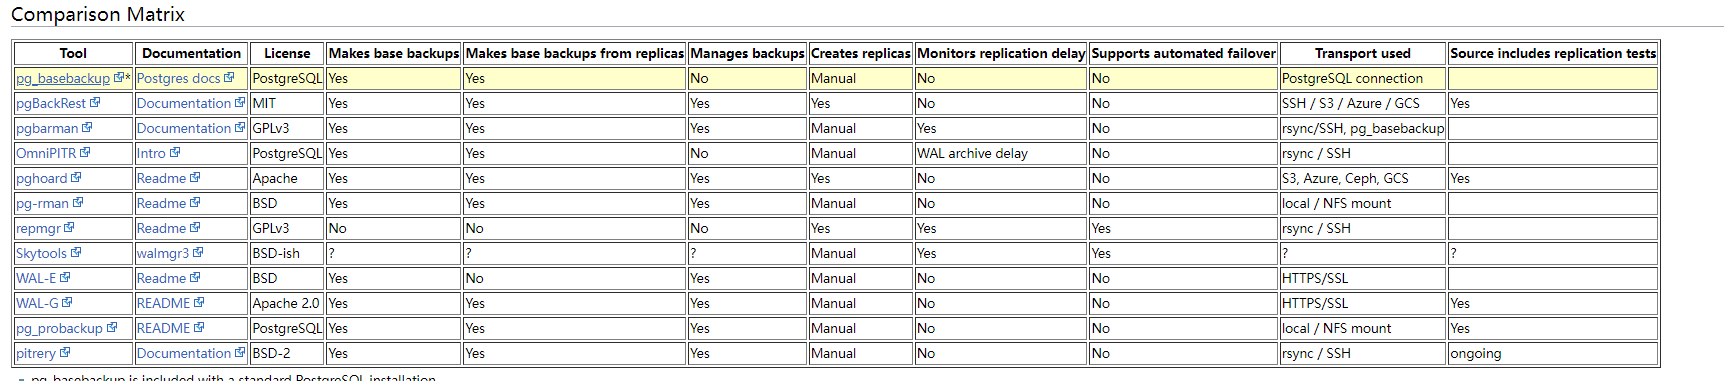 Comparison Matrix
Tool Documentation License Makes base backups Makes base backups from replicas Manages backups Creates replicas Monitors replication delay Supports automated failover Transport used Source includes replication tests
pg_basebackup * Postgres docs PostgreSQL Yes Yes No Manual No No PostgreSQL connection
pgBackRest Documentation MIT Yes Yes Yes Yes No No SSH / S3 / Azure / GCS Yes
pgbarman Documentation GPLv3 Yes Yes Yes Manual Yes No rsync/SSH, pg_basebackup
OmniPITR Intro PostgreSQL Yes Yes No Manual WAL archive delay No rsync / SSH
pghoard Readme Apache Yes Yes Yes Yes No No S3, Azure, Ceph, GCS Yes
pg-rman Readme BSD Yes Yes Yes Manual No No local / NFS mount
repmgr Readme GPLv3 No No No Yes Yes Yes rsync / SSH
Skytools walmgr3 BSD-ish ? ? ? Manual Yes Yes ? ?
WAL-E Readme BSD Yes No Yes Manual No No HTTPS/SSL
WAL-G README Apache 2.0 Yes Yes Yes Manual No No HTTPS/SSL Yes
pg_probackup README PostgreSQL Yes Yes Yes Manual No No local / NFS mount Yes
pitrery Documentation BSD-2 Yes Yes Yes Manual No No rsync / SSH ongoing
pg_basebackup is included with a standard PostgreSQL installation